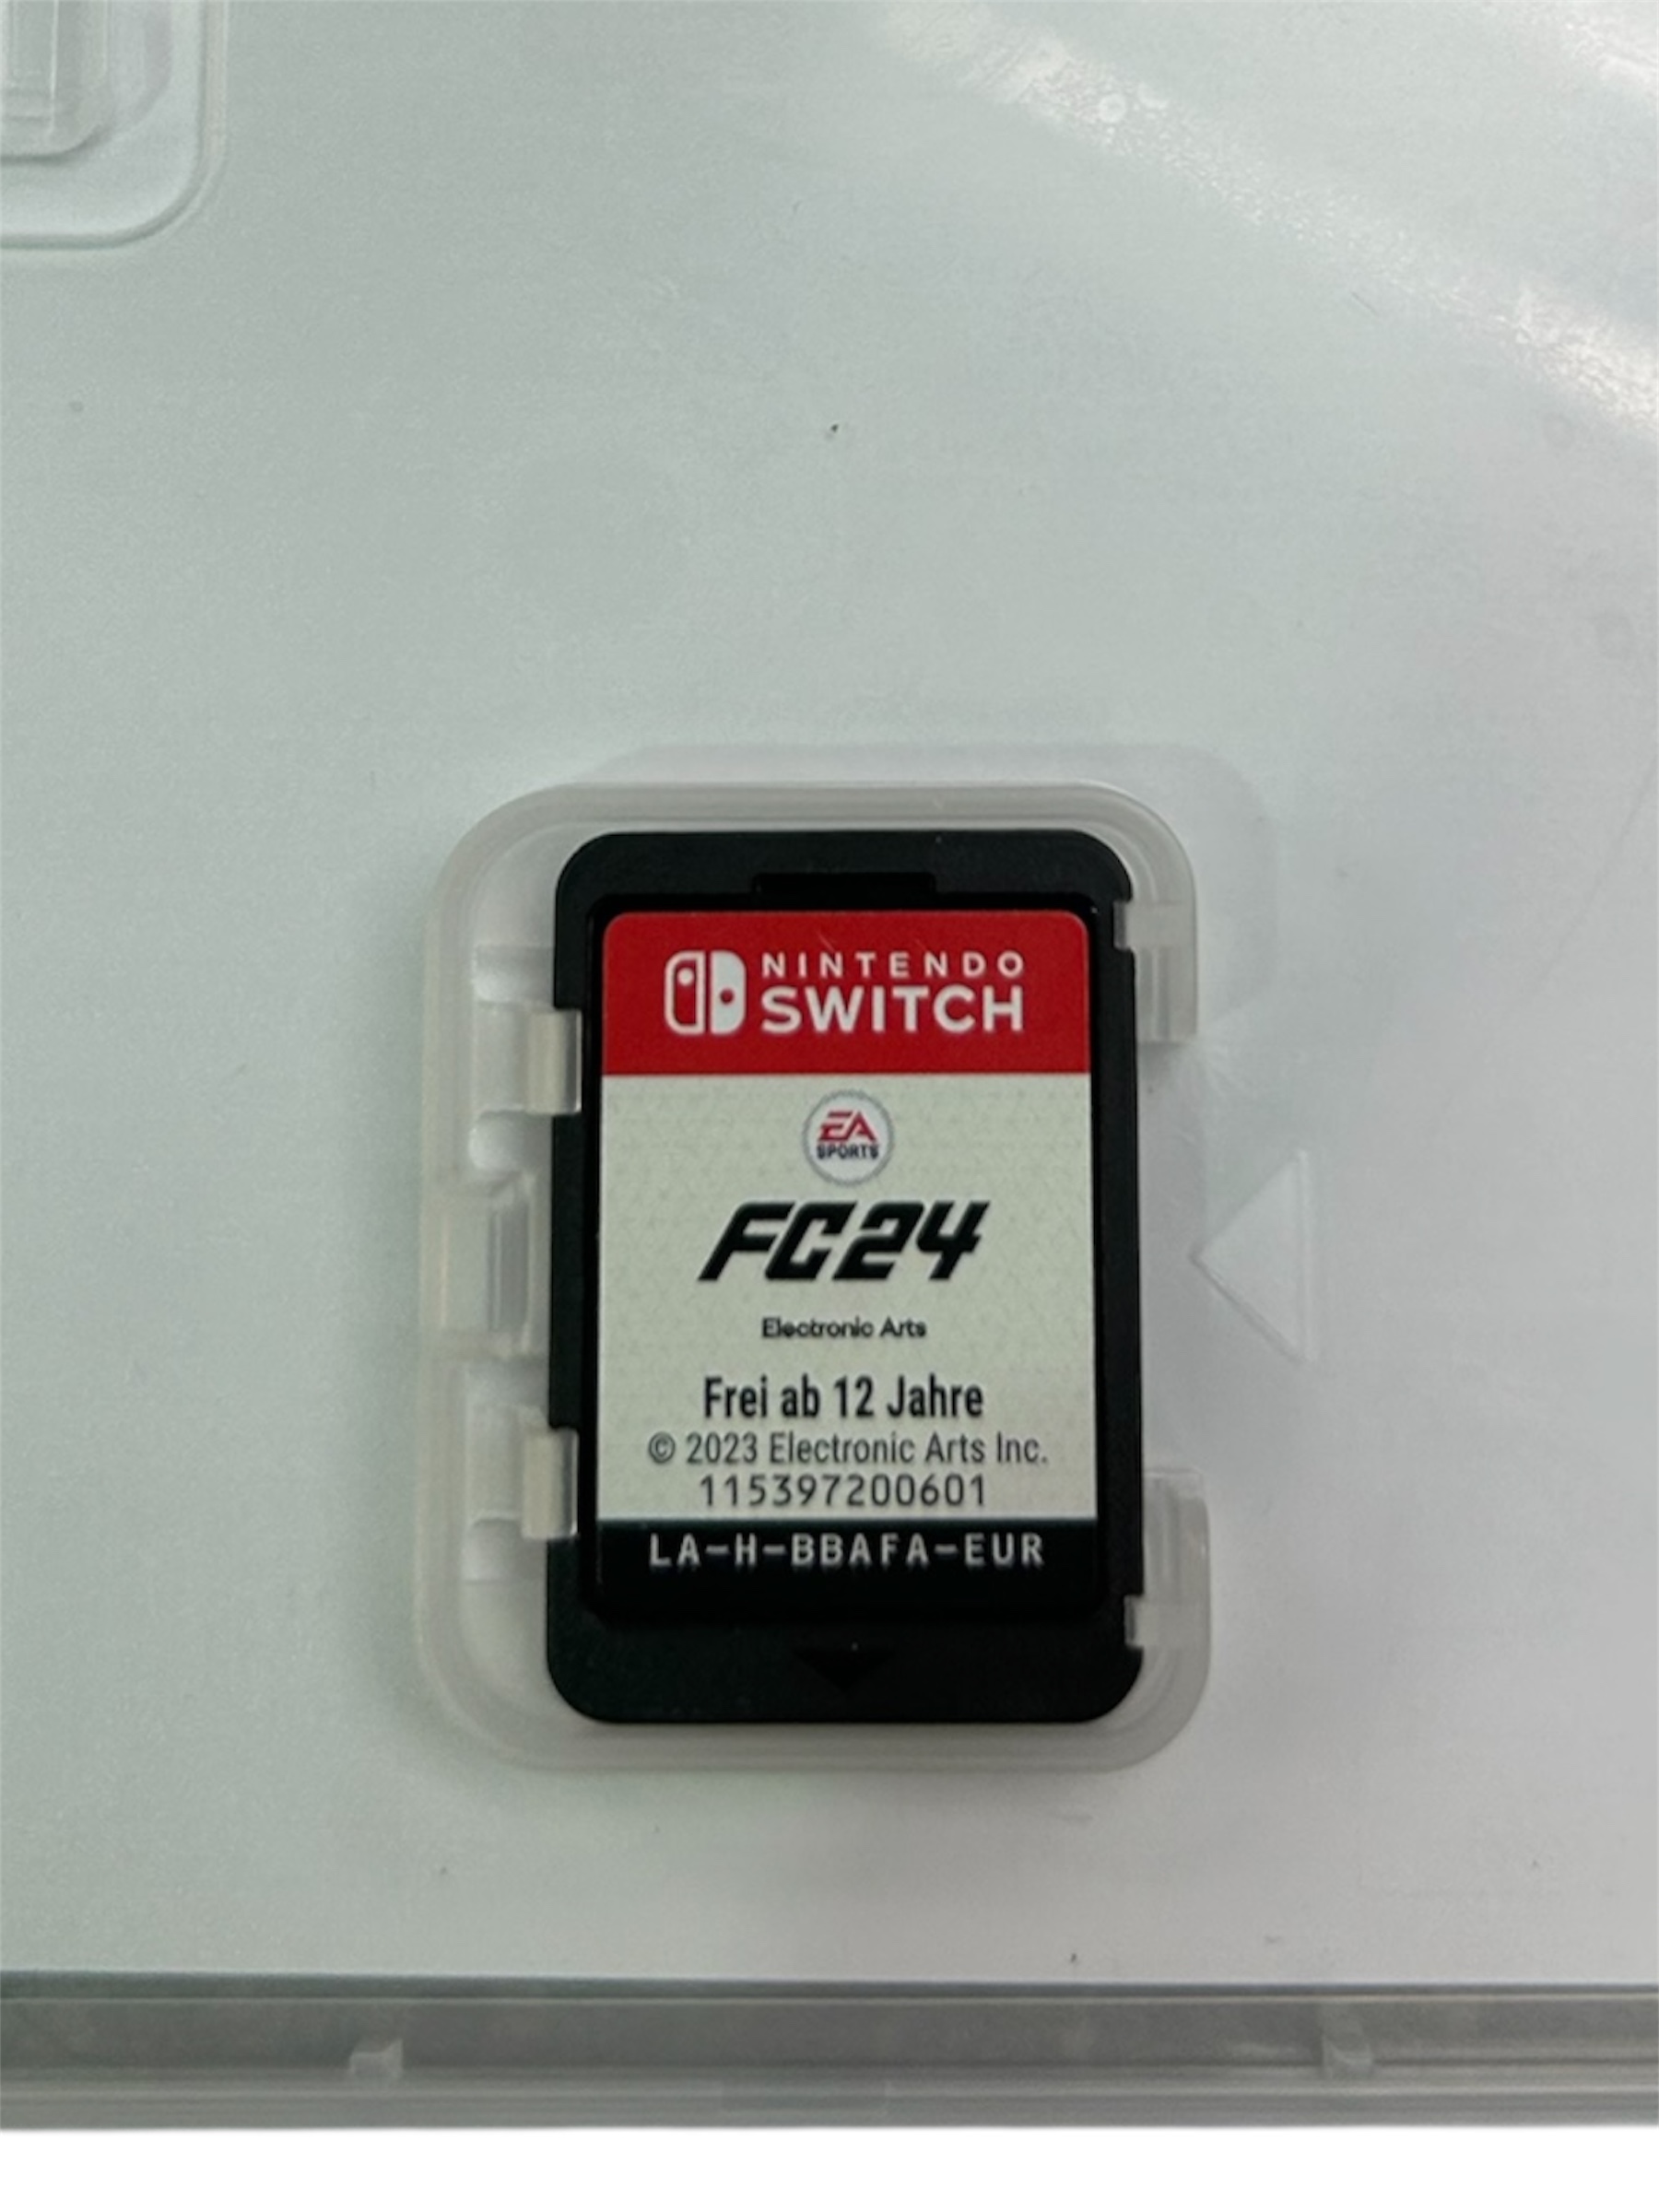 NINTENDO
SWITCH
EA
SPORTS
FC24
Electronic Arts
Frei ab 12 Jahre
© 2023 Electronic Arts Inc.
115397200601
LA-H-BBAFA-EUR